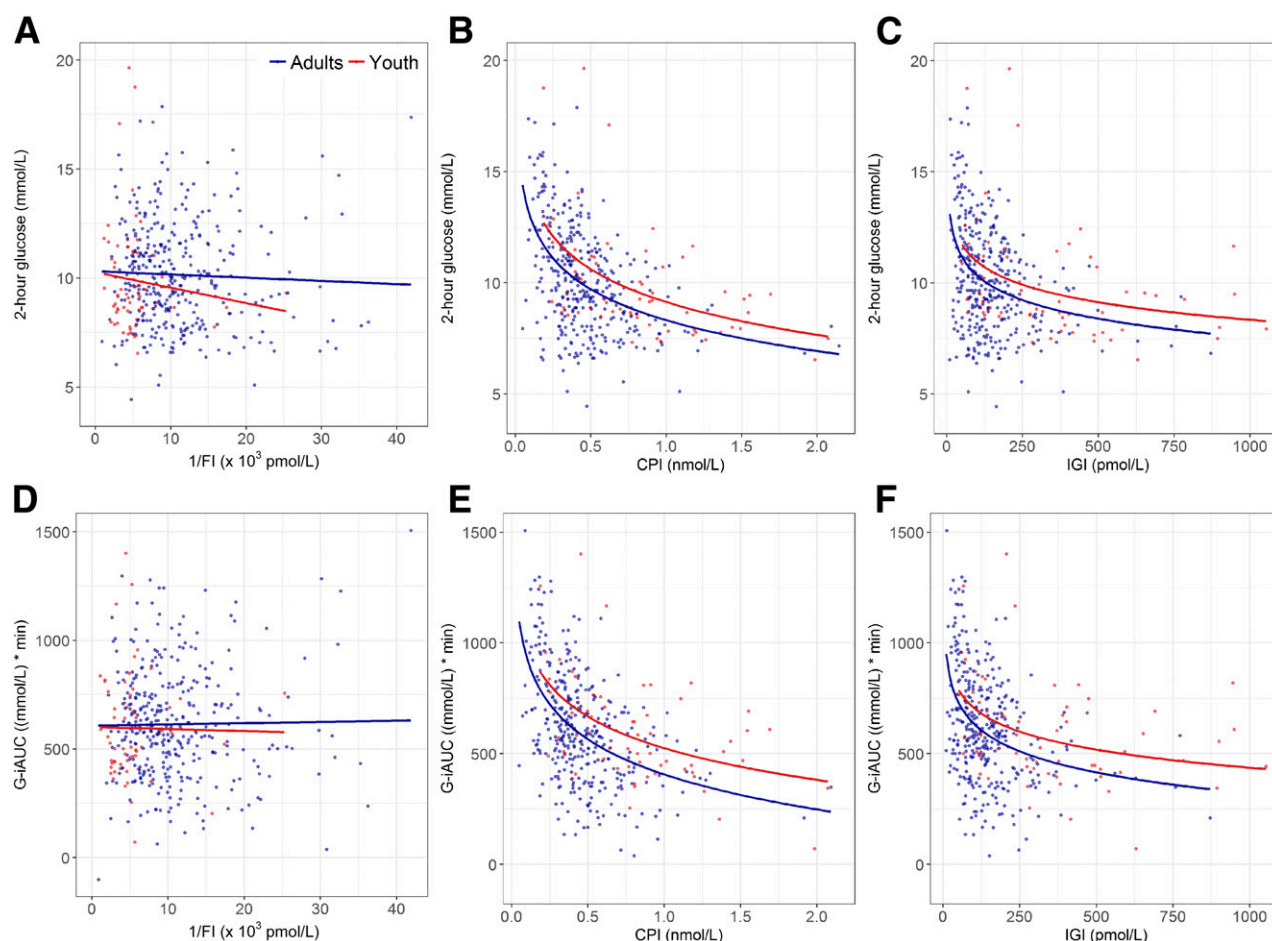 A
B
C
Adults Youth
20
15
10
5
2-hour glucose (mmol/L)
0 10 20 30 40
1/FI (x 10³ pmol/L)
20
15
10
5
2-hour glucose (mmol/L)
0.0 0.5 1.0 1.5 2.0
CPI (nmol/L)
20
15
10
5
2-hour glucose (mmol/L)
0 250 500 750 1000
IGI (pmol/L)
D
E
F
1500
1000
500
0
G-iAUC ((mmol/L) * min)
0 10 20 30 40
1/FI (x 10³ pmol/L)
1500
1000
500
0
G-iAUC ((mmol/L) * min)
0.0 0.5 1.0 1.5 2.0
CPI (nmol/L)
1500
1000
500
0
G-iAUC ((mmol/L) * min)
0 250 500 750 1000
IGI (pmol/L)